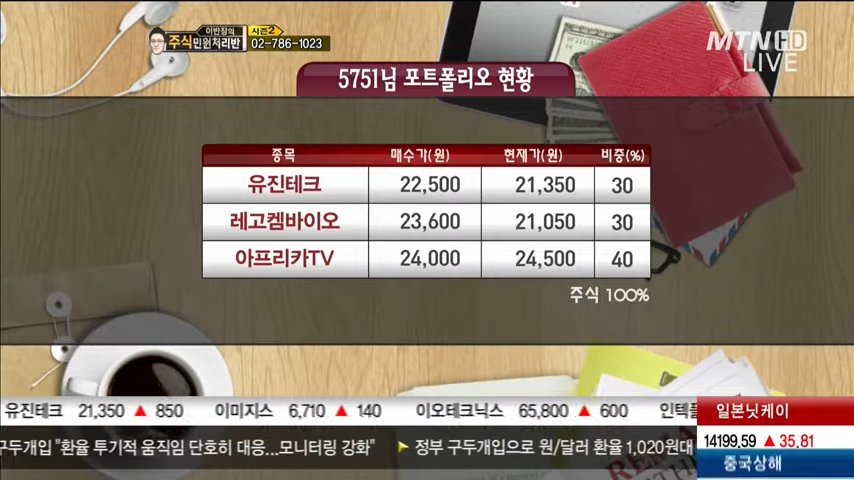 이반장의 시즌2
주식민원처리반 02-786-1023
MTN HD
LIVE
5751님 포트폴리오 현황
종목 매수가(원) 현재가(원) 비중(%)
유진테크 22,500 21,350 30
레고켐바이오 23,600 21,050 30
아프리카TV 24,000 24,500 40
주식 100%
유진테크 21,350 ▲ 850 이미지스 6,710 ▲ 140 이오테크닉스 65,800 ▲ 600 인텍플
일본닛케이
14199.59 ▲ 35.81
중국상해
구두개입 "환율 투기적 움직임 단호히 대응...모니터링 강화" ▶ 정부 구두개입으로 원/달러 환율 1,020원대